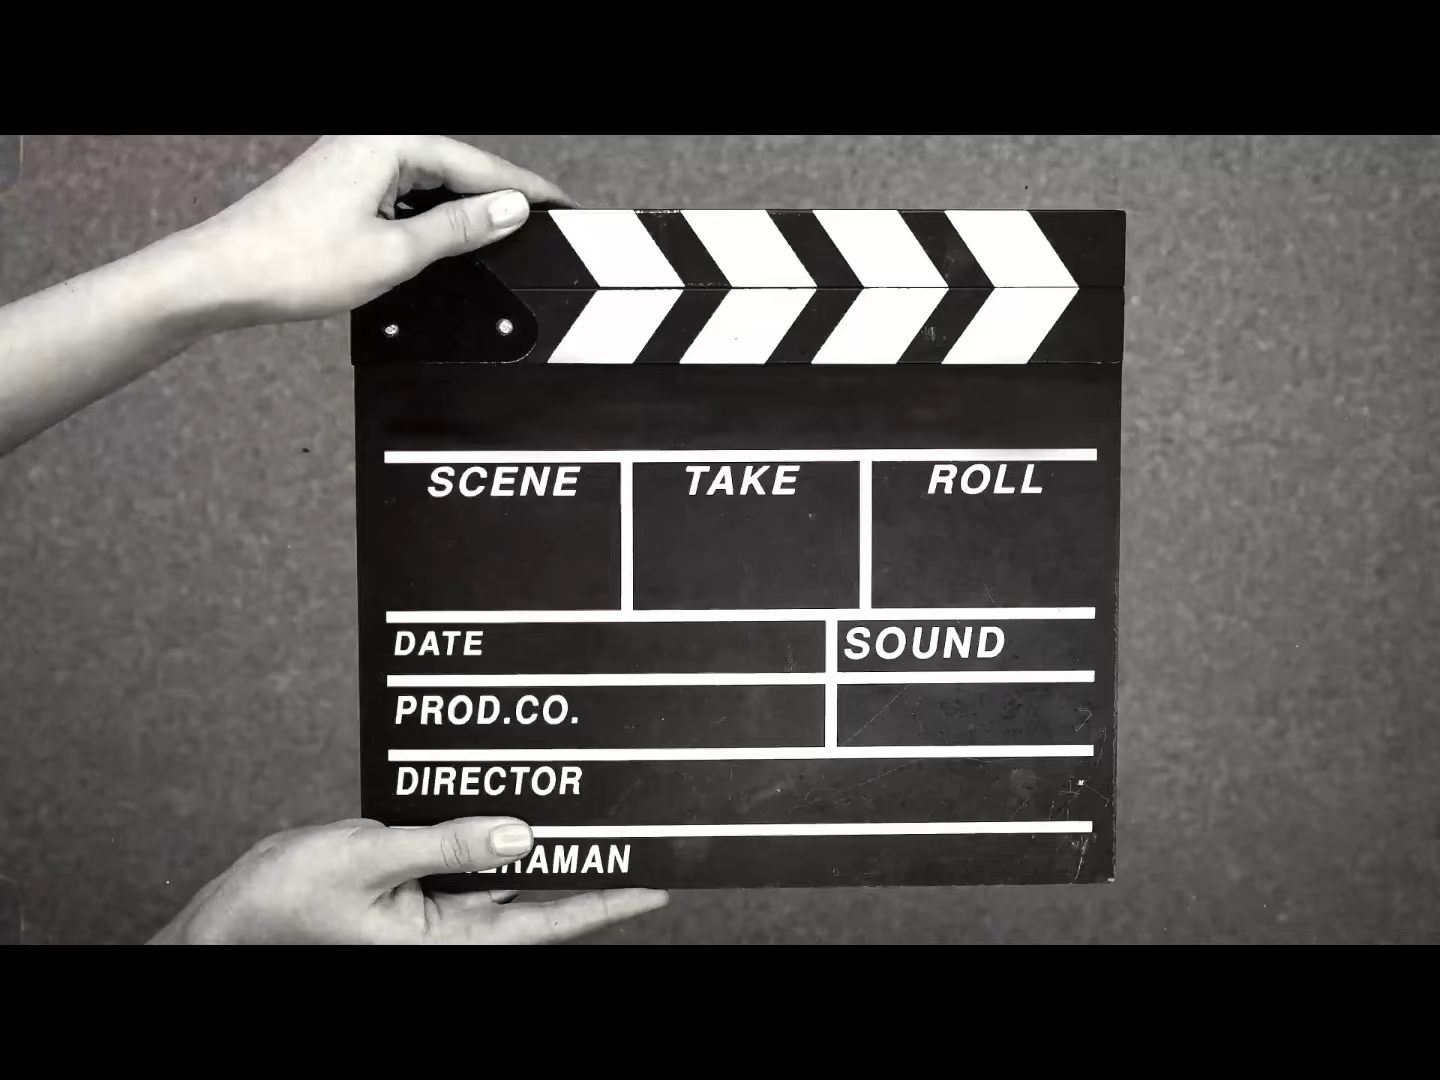 SCENE TAKE ROLL
DATE SOUND
PROD.CO.
DIRECTOR